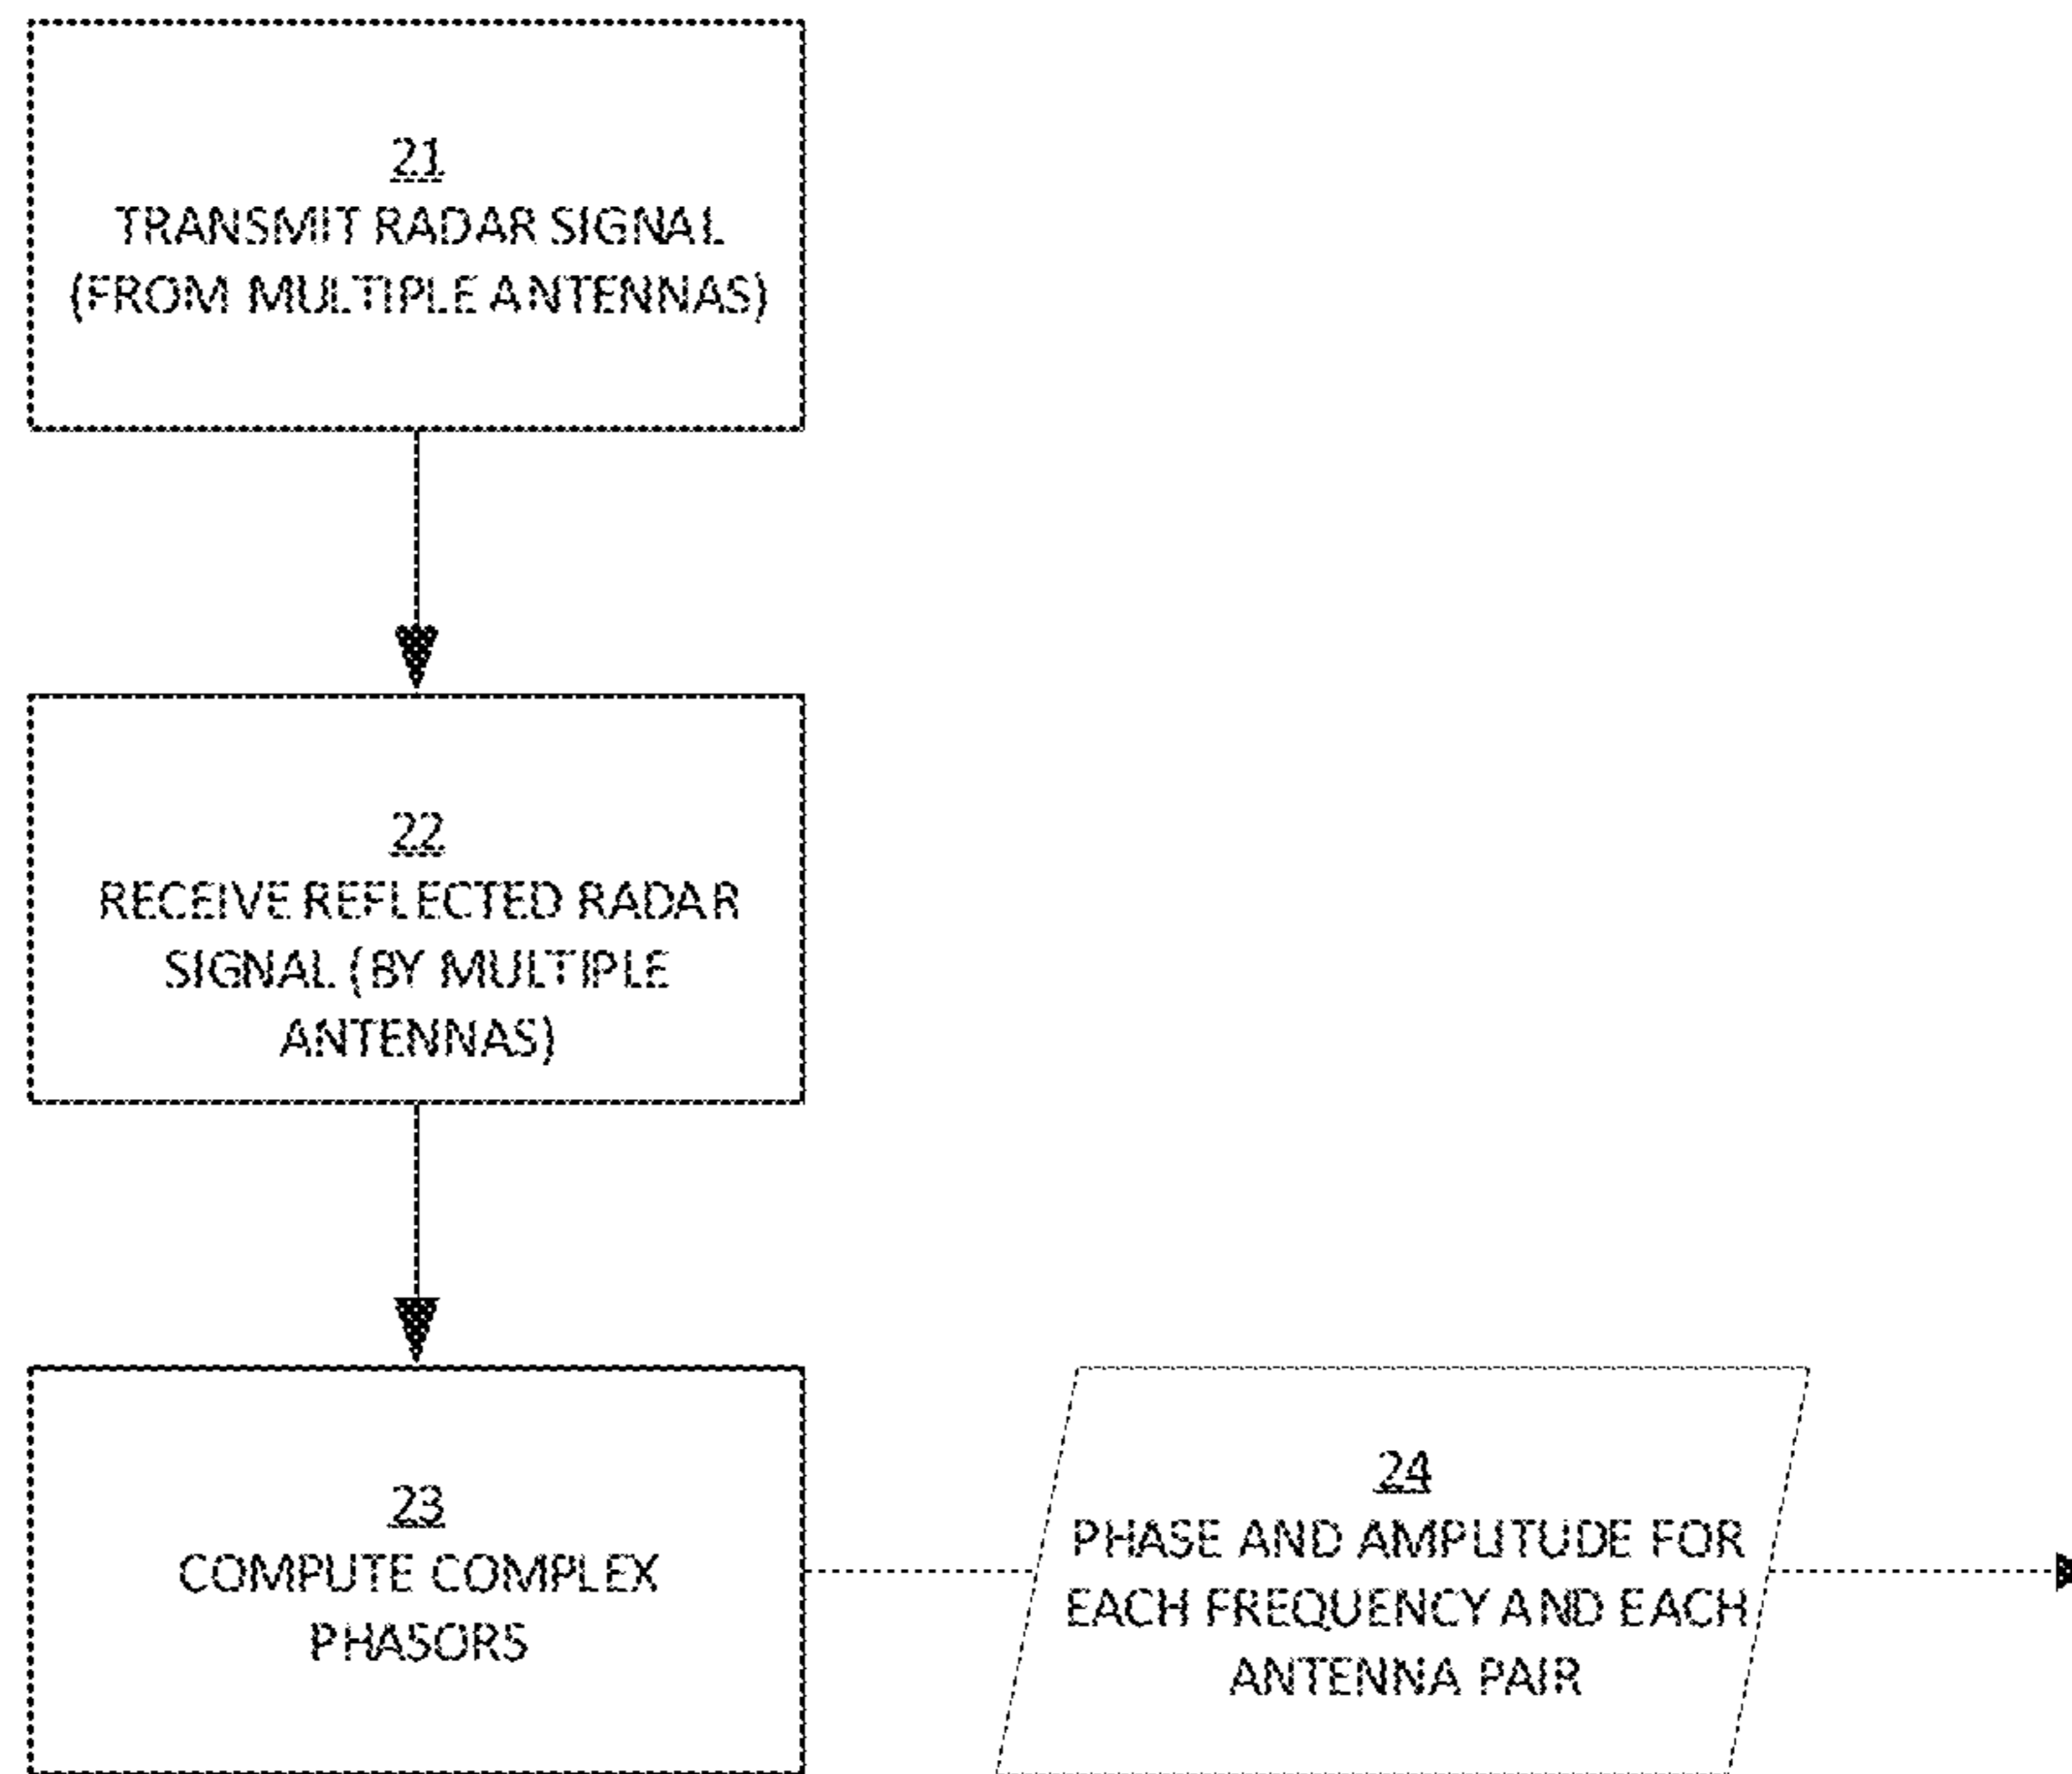 21
TRANSMIT RADAR SIGNAL
(FROM MULTIPLE ANTENNAS)
22
RECEIVE REFLECTED RADAR
SIGNAL (BY MULTIPLE
ANTENNAS)
23
COMPUTE COMPLEX
PHASORS
24
PHASE AND AMPLITUDE FOR
EACH FREQUENCY AND EACH
ANTENNA PAIR